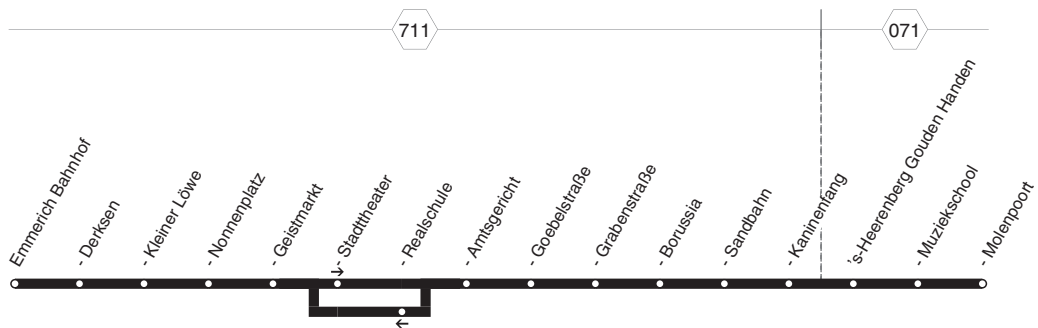 711
071
Emmerich Bahnhof
- Derksen
- Kleiner Löwe
- Nonnenplatz
- Geistmarkt
- Stadttheater
- Realschule
- Amtsgericht
- Goebelstraße
- Grabenstraße
- Borussia
- Sandbahn
- Kaninenfang
's-Heerenberg Gouden Handen
- Muziekschool
- Molenpoort